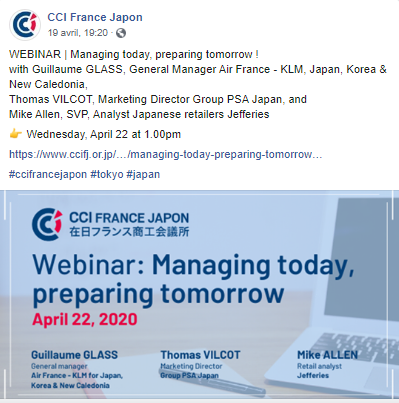 CCI France Japon
19 avril, 19:20 ·
WEBINAR | Managing today, preparing tomorrow !
with Guillaume GLASS, General Manager Air France - KLM, Japan, Korea &
New Caledonia,
Thomas VILCOT, Marketing Director Group PSA Japan, and
Mike Allen, SVP, Analyst Japanese retailers Jefferies
👉 Wednesday, April 22 at 1.00pm
https://www.ccifj.or.jp/…/managing-today-preparing-tomorrow…
#ccifrancejapon #tokyo #japan
CCI FRANCE JAPON
在日フランス商工会議所
Webinar: Managing today,
preparing tomorrow
April 22, 2020
Guillaume GLASS
General manager
Air France - KLM for Japan,
Korea & New Caledonia
Thomas VILCOT
Marketing Director
Group PSA Japan
Mike ALLEN
Retail analyst
Jefferies